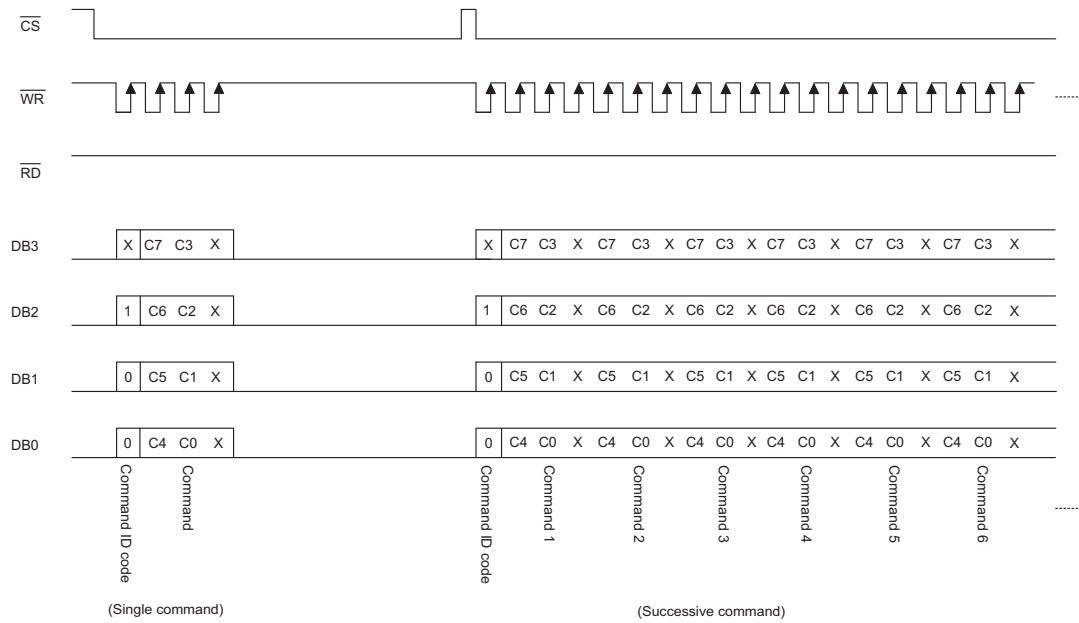 CS
WR
RD
DB3 X C7 C3 X X C7 C3 X C7 C3 X C7 C3 X C7 C3 X C7 C3 X C7 C3 X
DB2 1 C6 C2 X 1 C6 C2 X C6 C2 X C6 C2 X C6 C2 X C6 C2 X C6 C2 X
DB1 0 C5 C1 X 0 C5 C1 X C5 C1 X C5 C1 X C5 C1 X C5 C1 X C5 C1 X
DB0 0 C4 C0 X 0 C4 C0 X C4 C0 X C4 C0 X C4 C0 X C4 C0 X C4 C0 X
Command ID code
Command
Command ID code
Command 1
Command 2
Command 3
Command 4
Command 5
Command 6
(Single command)
(Successive command)